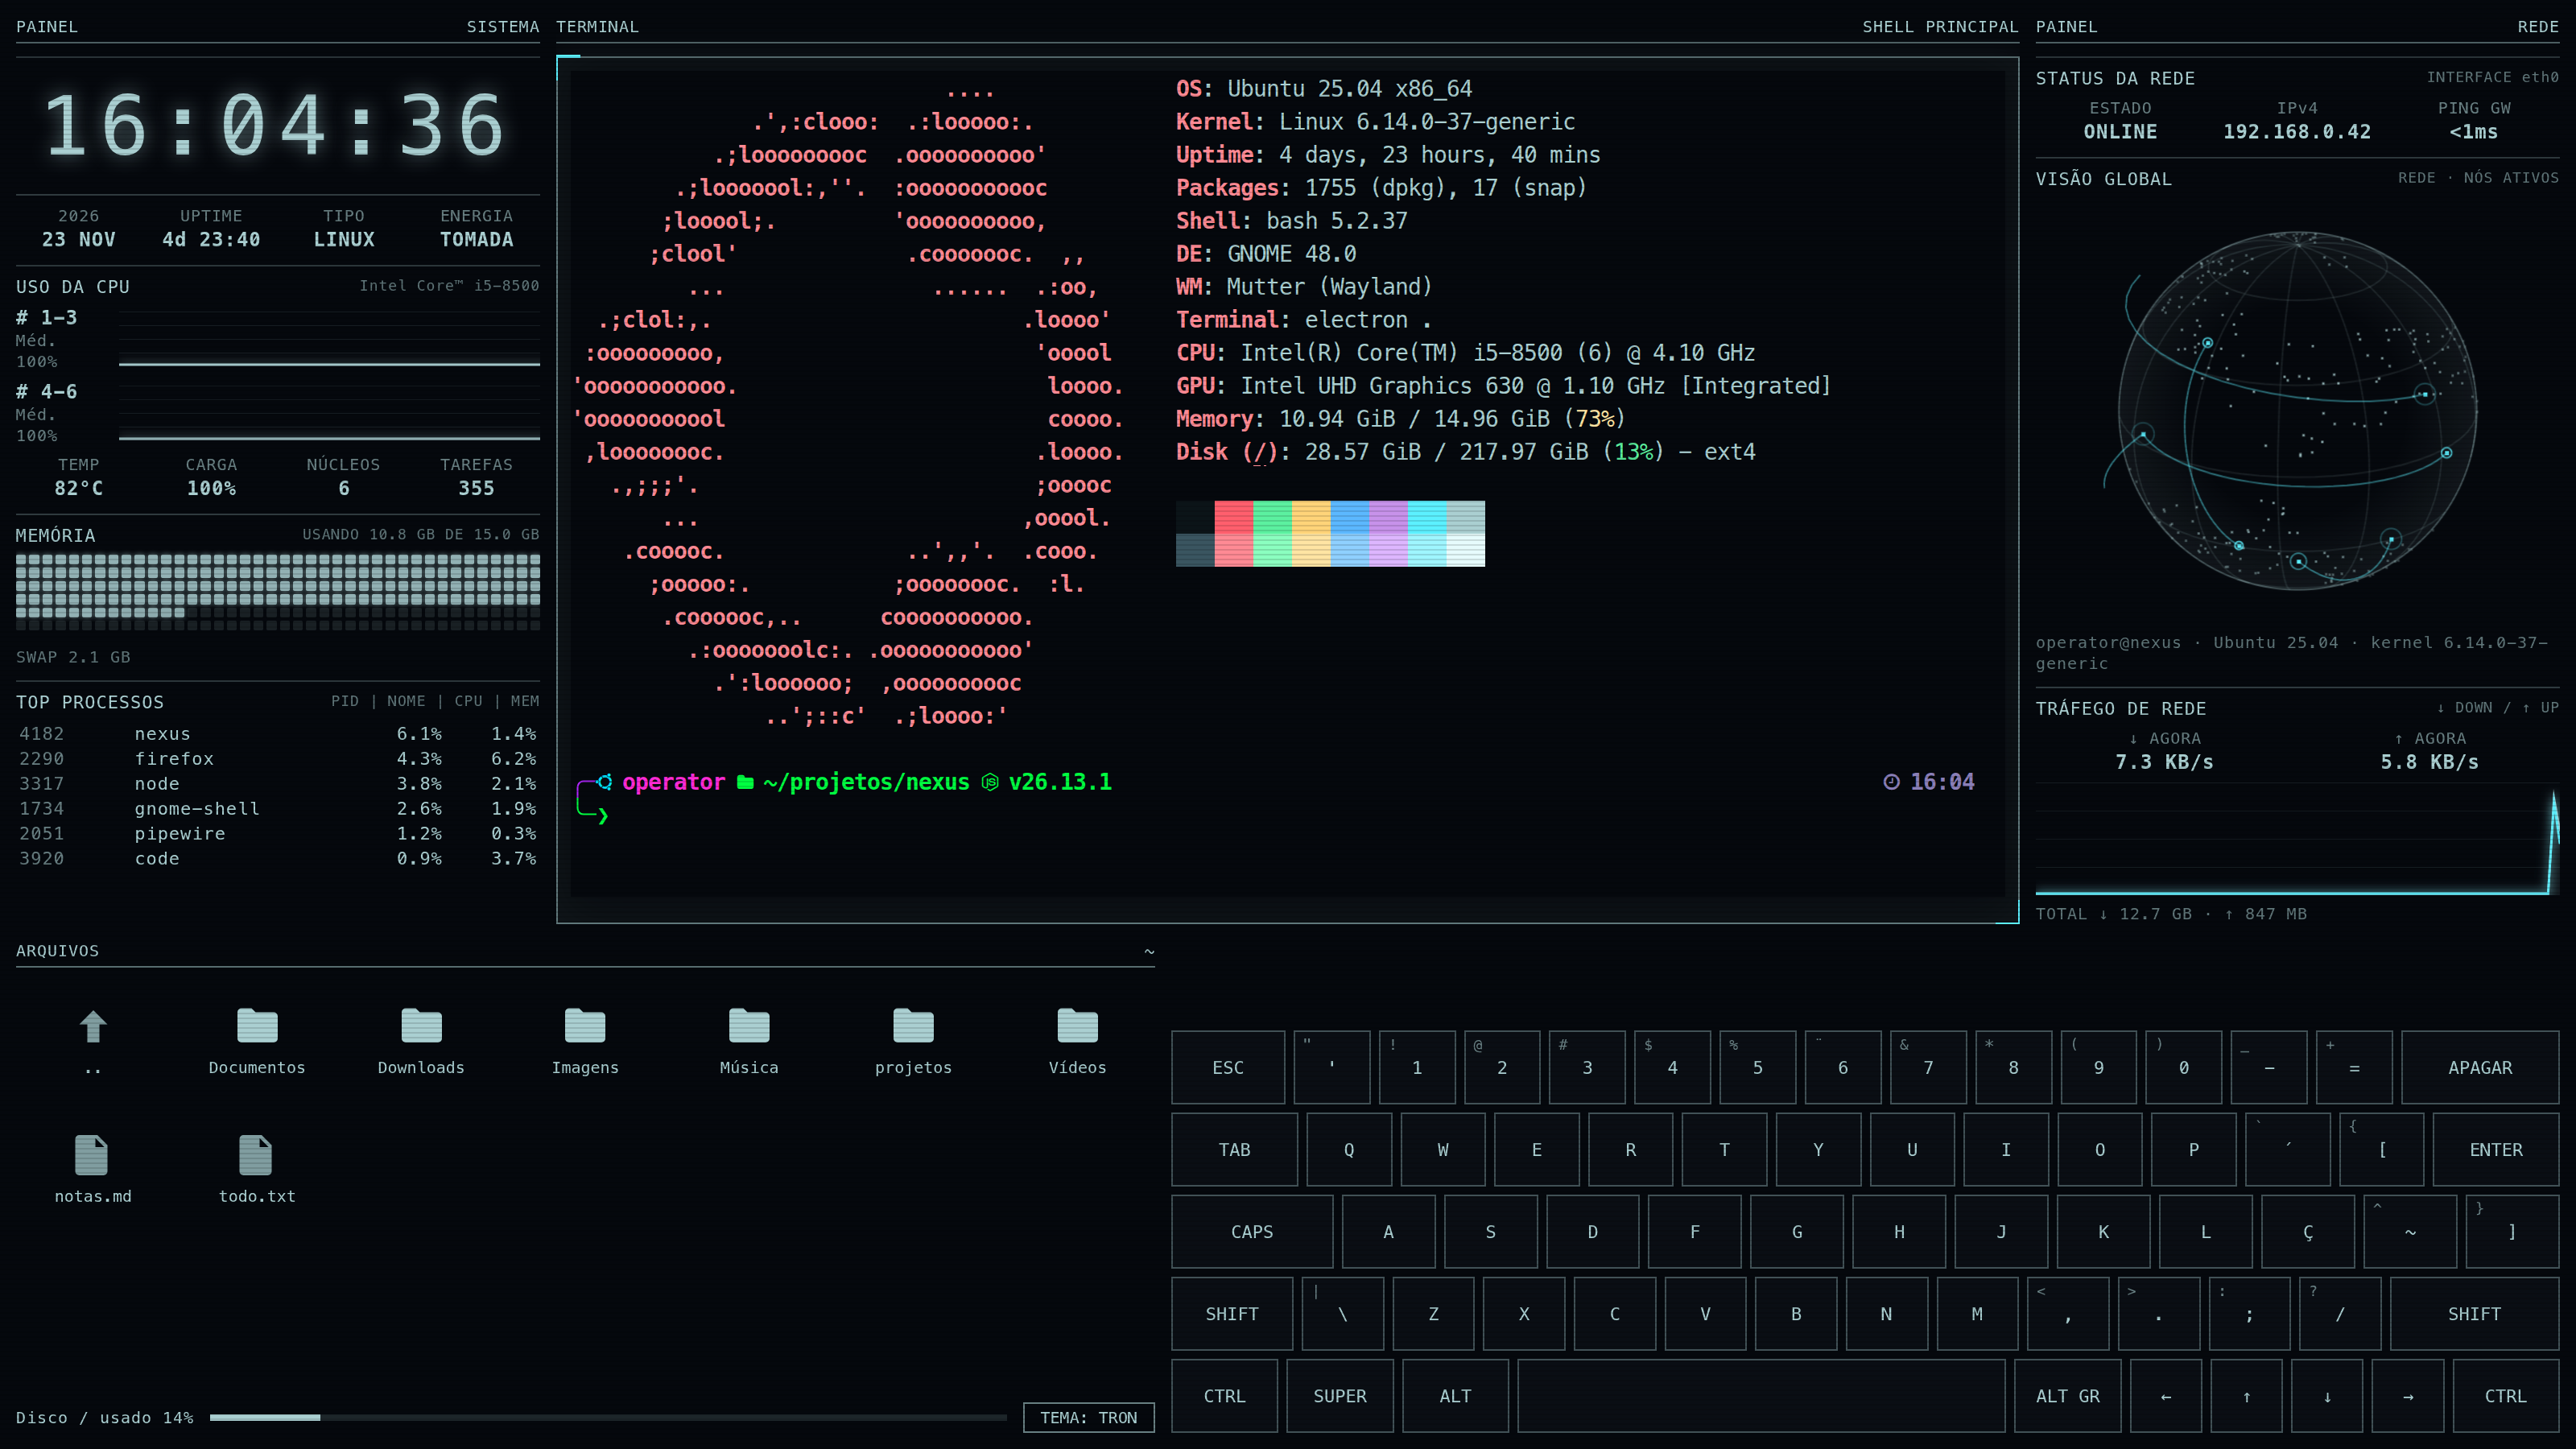 PAINEL SISTEMA
16:04:36
2026 UPTIME TIPO ENERGIA
23 NOV 4d 23:40 LINUX TOMADA
USO DA CPU Intel Core™ i5-8500
# 1-3
Méd.
100%
# 4-6
Méd.
100%
TEMP CARGA NÚCLEOS TAREFAS
82°C 100% 6 355
MEMÓRIA USANDO 10.8 GB DE 15.0 GB
SWAP 2.1 GB
TOP PROCESSOS PID | NOME | CPU | MEM
4182 nexus 6.1% 1.4%
2290 firefox 4.3% 6.2%
3317 node 3.8% 2.1%
1734 gnome-shell 2.6% 1.9%
2051 pipewire 1.2% 0.3%
3920 code 0.9% 3.7%
TERMINAL SHELL PRINCIPAL
OS: Ubuntu 25.04 x86_64
Kernel: Linux 6.14.0-37-generic
Uptime: 4 days, 23 hours, 40 mins
Packages: 1755 (dpkg), 17 (snap)
Shell: bash 5.2.37
DE: GNOME 48.0
WM: Mutter (Wayland)
Terminal: electron .
CPU: Intel(R) Core(TM) i5-8500 (6) @ 4.10 GHz
GPU: Intel UHD Graphics 630 @ 1.10 GHz [Integrated]
Memory: 10.94 GiB / 14.96 GiB (73%)
Disk (/): 28.57 GiB / 217.97 GiB (13%) - ext4
operator ~/projetos/nexus v26.13.1 16:04
❯
PAINEL REDE
STATUS DA REDE INTERFACE eth0
ESTADO IPv4 PING GW
ONLINE 192.168.0.42 <1ms
VISÃO GLOBAL REDE · NÓS ATIVOS
operator@nexus · Ubuntu 25.04 · kernel 6.14.0-37-
generic
TRÁFEGO DE REDE ↓ DOWN / ↑ UP
↓ AGORA ↑ AGORA
7.3 KB/s 5.8 KB/s
TOTAL ↓ 12.7 GB · ↑ 847 MB
ARQUIVOS ~
.. Documentos Downloads Imagens Música projetos Vídeos
notas.md todo.txt
Disco / usado 14% TEMA: TRON
ESC " ' ! 1 @ 2 # 3 $ 4 % 5 ¨ 6 & 7 * 8 ( 9 ) 0 _ - + = APAGAR
TAB Q W E R T Y U I O P ` ´ { [ ENTER
CAPS A S D F G H J K L Ç ^ ~ } ]
SHIFT | \ Z X C V B N M < , > . : ; ? / SHIFT
CTRL SUPER ALT ALT GR ← ↑ ↓ → CTRL